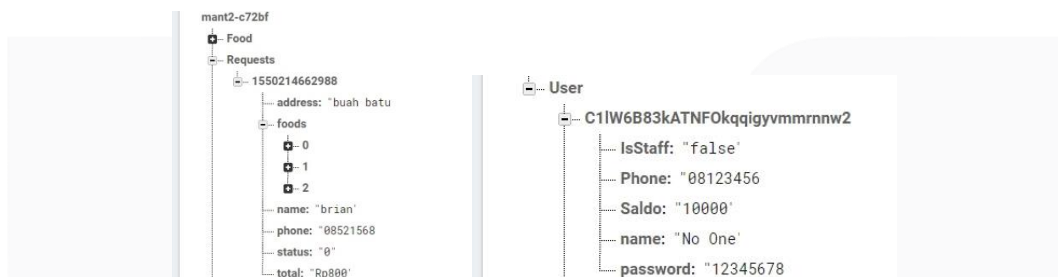 mant2-c72bf
Food
Requests
1550214662988
address: "buah batu
foods
0
1
2
name: "brian'
phone: "08521568
status: "0"
total: "Rp800'
User
C1lW6B83kATNFOkqqigyvmmrnnw2
IsStaff: "false'
Phone: "08123456
Saldo: "10000'
name: "No One'
password: "12345678